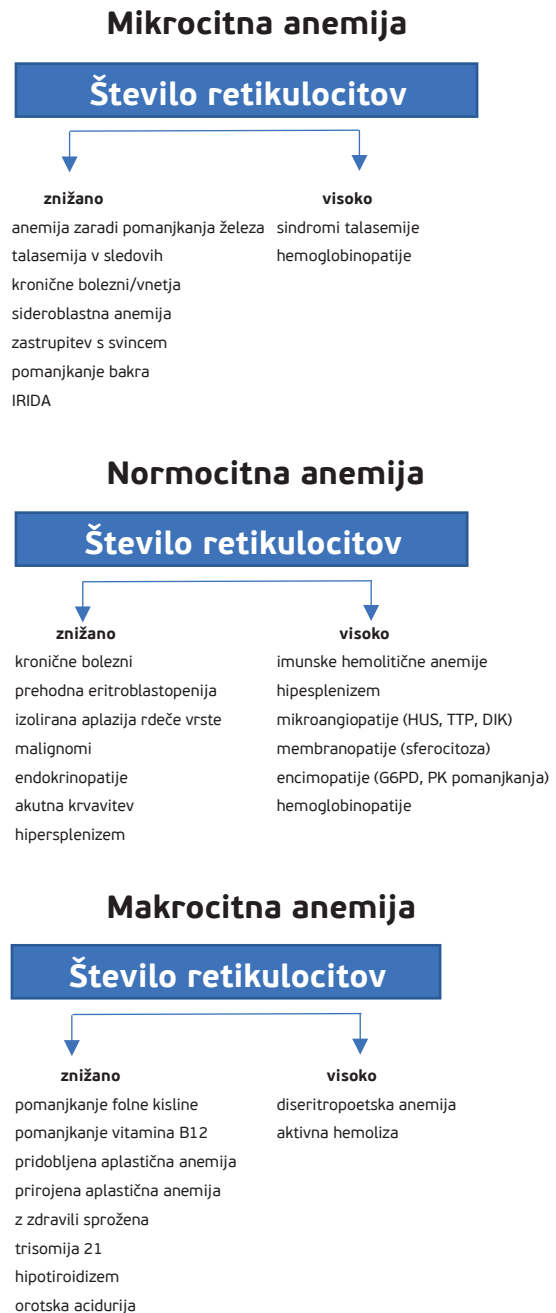 Mikrocitna anemija
Število retikulocitov
znižano
anemija zaradi pomanjkanja železa
talasemija v sledovih
kronične bolezni/vnetja
sideroblastna anemija
zastrupitev s svincem
pomanjkanje bakra
IRIDA
visoko
sindromi talasemije
hemoglobinopatije
Normocitna anemija
Število retikulocitov
znižano
kronične bolezni
prehodna eritroblastopenija
izolirana aplazija rdeče vrste
malignomi
endokrinopatije
akutna krvavitev
hipersplenizem
visoko
imunske hemolitične anemije
hipesplenizem
mikroangiopatije (HUS, TTP, DIK)
membranopatije (sferocitoza)
encimopatije (G6PD, PK pomanjkanja)
hemoglobinopatije
Makrocitna anemija
Število retikulocitov
znižano
pomanjkanje folne kisline
pomanjkanje vitamina B12
pridobljena aplastična anemija
prirojena aplastična anemija
z zdravili sprožena
trisomija 21
hipotiroidizem
orotska acidurija
visoko
diseritropoetska anemija
aktivna hemoliza